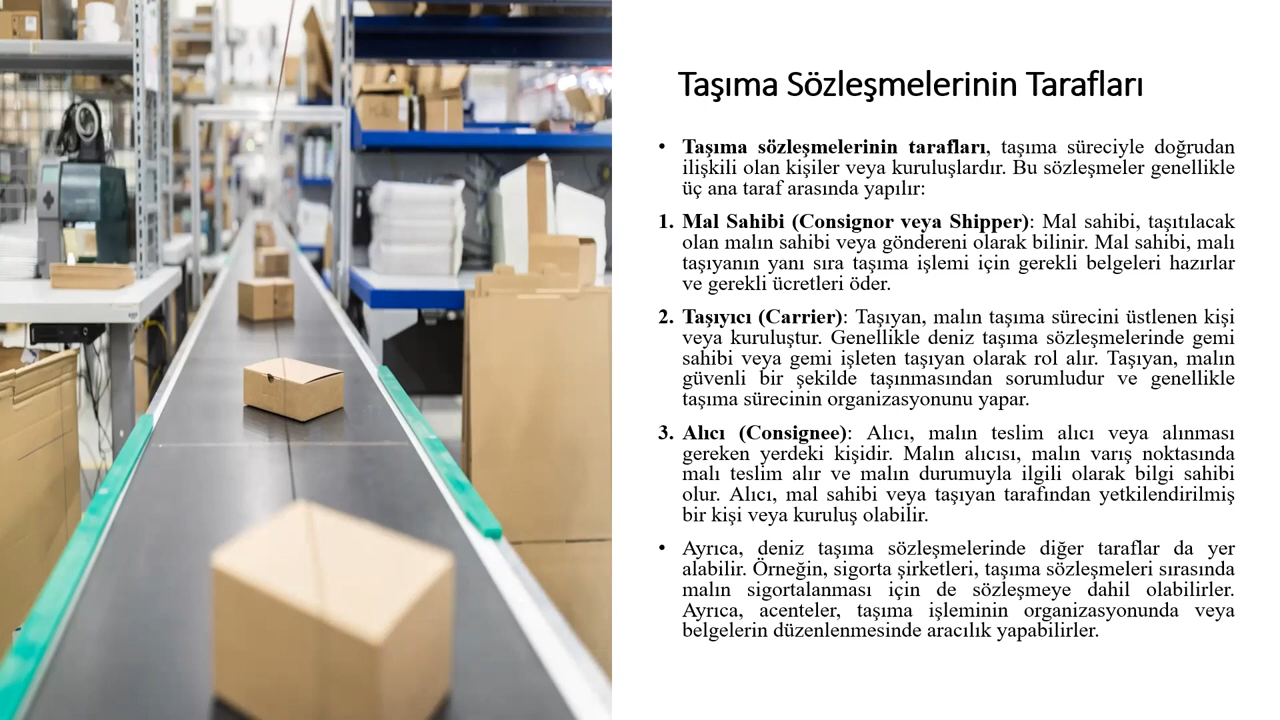 Taşıma Sözleşmelerinin Tarafları
• Taşıma sözleşmelerinin tarafları, taşıma süreciyle doğrudan
ilişkili olan kişiler veya kuruluşlardır. Bu sözleşmeler genellikle
üç ana taraf arasında yapılır:
1. Mal Sahibi (Consignor veya Shipper): Mal sahibi, taşıtılacak
olan malın sahibi veya göndereni olarak bilinir. Mal sahibi, malı
taşıyanın yanı sıra taşıma işlemi için gerekli belgeleri hazırlar
ve gerekli ücretleri öder.
2. Taşıyıcı (Carrier): Taşıyan, malın taşıma sürecini üstlenen kişi
veya kuruluştur. Genellikle deniz taşıma sözleşmelerinde gemi
sahibi veya gemi işleten taşıyan olarak rol alır. Taşıyan, malın
güvenli bir şekilde taşınmasından sorumludur ve genellikle
taşıma sürecinin organizasyonunu yapar.
3. Alıcı (Consignee): Alıcı, malın teslim alıcı veya alınması
gereken yerdeki kişidir. Malın alıcısı, malın varış noktasında
malı teslim alır ve malın durumuyla ilgili olarak bilgi sahibi
olur. Alıcı, mal sahibi veya taşıyan tarafından yetkilendirilmiş
bir kişi veya kuruluş olabilir.
• Ayrıca, deniz taşıma sözleşmelerinde diğer taraflar da yer
alabilir. Örneğin, sigorta şirketleri, taşıma sözleşmeleri sırasında
malın sigortalanması için de sözleşmeye dahil olabilirler.
Ayrıca, acenteler, taşıma işleminin organizasyonunda veya
belgelerin düzenlenmesinde aracılık yapabilirler.